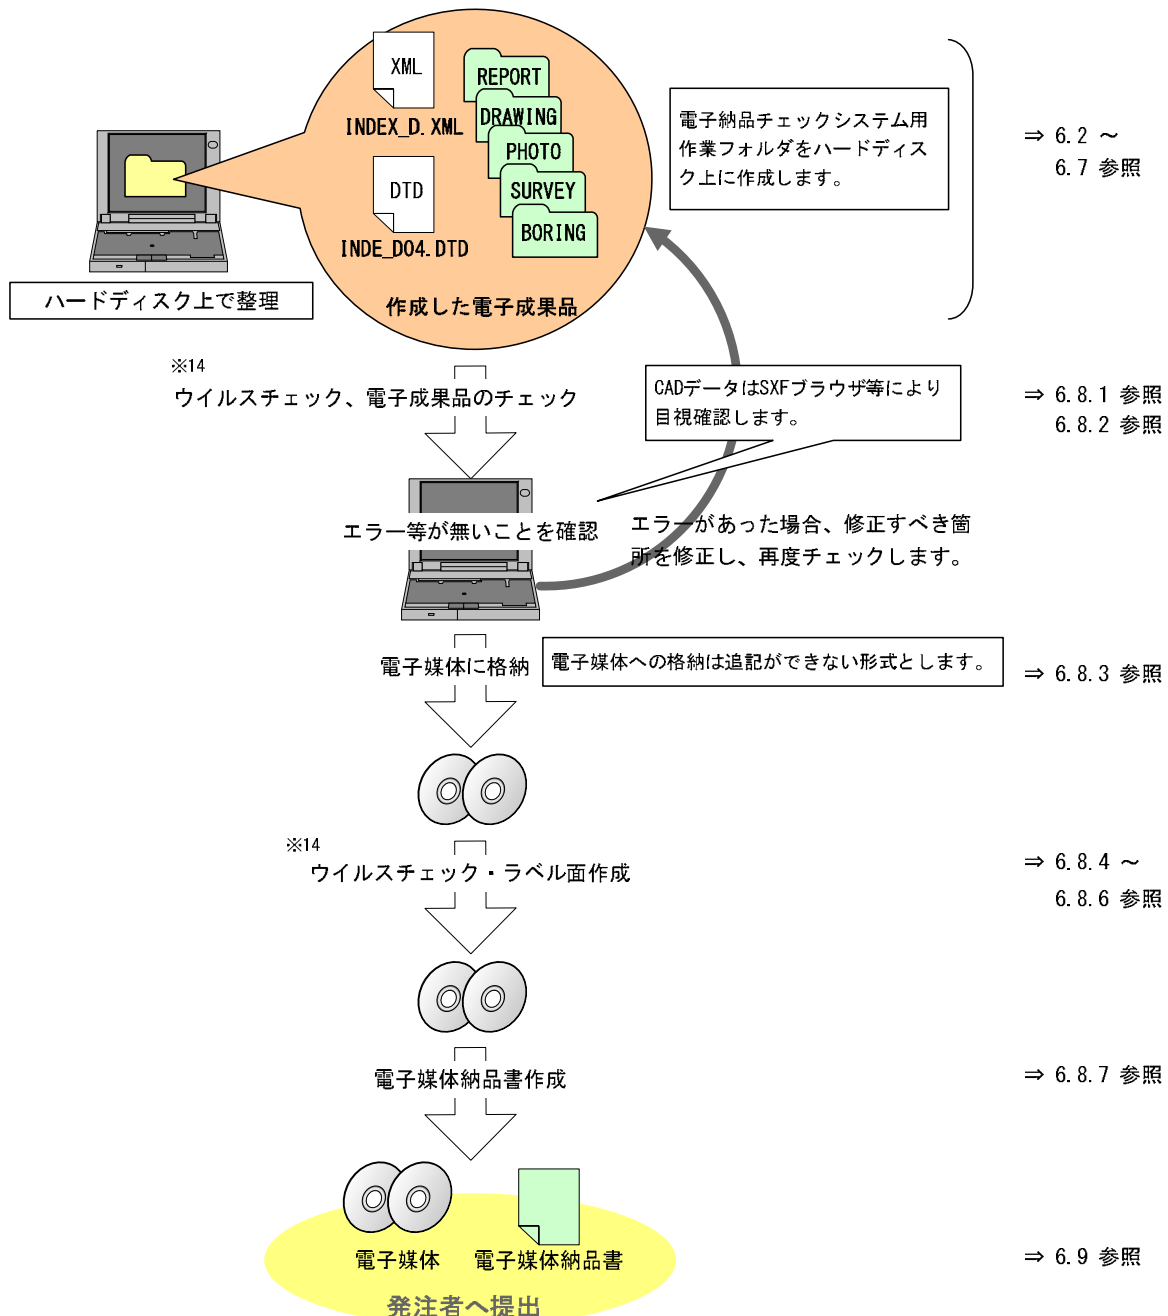 XML
INDEX_D.XML
DTD
INDE_D04.DTD
REPORT
DRAWING
PHOTO
SURVEY
BORING
作成した電子成果品
ハードディスク上で整理
電子納品チェックシステム用
作業フォルダをハードディス
ク上に作成します。
⇒ 6.2 ～
6.7 参照
※14
ウイルスチェック、電子成果品のチェック
CADデータはSXFブラウザ等により
目視確認します。
⇒ 6.8.1 参照
6.8.2 参照
エラー等が無いことを確認
エラーがあった場合、修正すべき箇
所を修正し、再度チェックします。
電子媒体に格納
電子媒体への格納は追記ができない形式とします。
⇒ 6.8.3 参照
※14
ウイルスチェック・ラベル面作成
⇒ 6.8.4 ～
6.8.6 参照
電子媒体納品書作成
⇒ 6.8.7 参照
電子媒体
電子媒体納品書
⇒ 6.9 参照
発注者へ提出